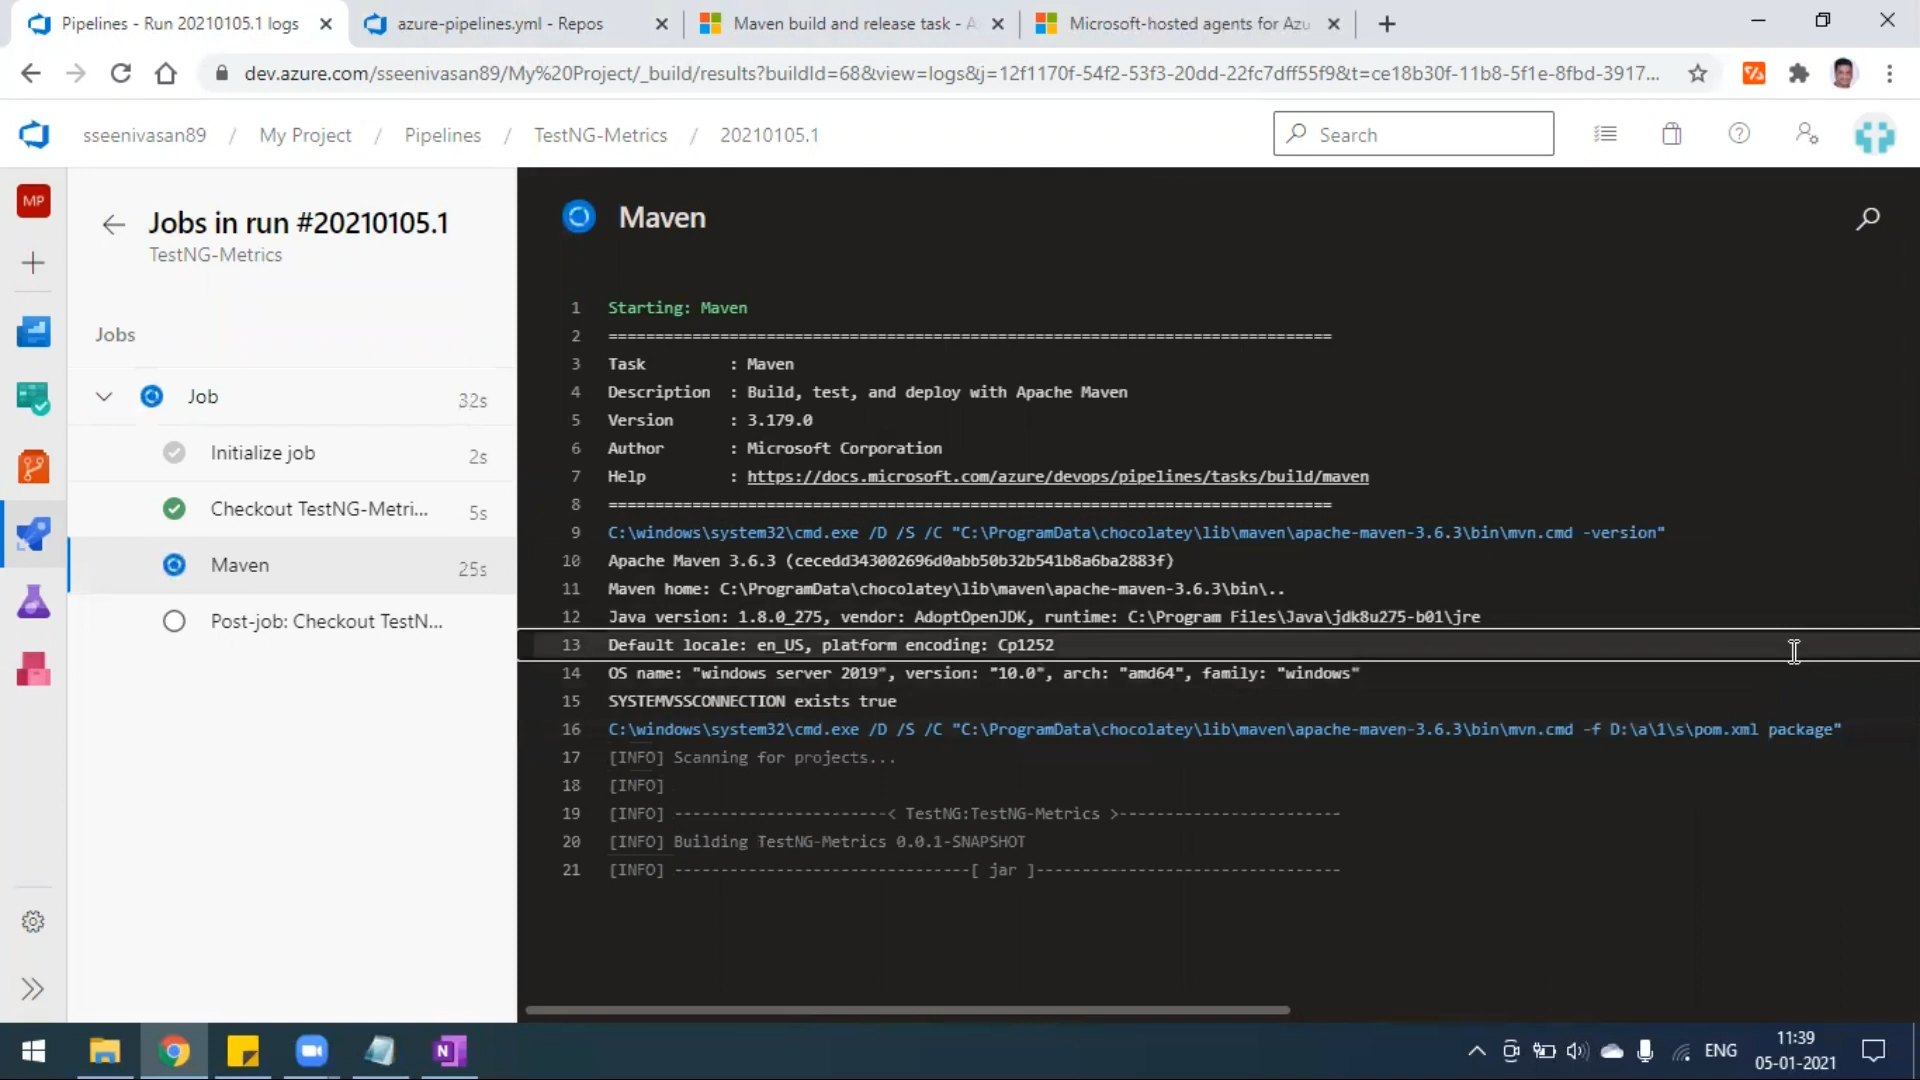 Pipelines - Run 20210105.1 logs
azure-pipelines.yml - Repos
Maven build and release task - A
Microsoft-hosted agents for Azu
dev.azure.com/sseenivasan89/My%20Project/_build/results?buildId=68&view=logs&j=12f1170f-54f2-53f3-20dd-22fc7dff55f9&t=ce18b30f-11b8-5f1e-8fbd-3917...
sseenivasan89 / My Project / Pipelines / TestNG-Metrics / 20210105.1
Search
MP
Jobs in run #20210105.1
TestNG-Metrics
Jobs
Job 32s
Initialize job 2s
Checkout TestNG-Metri... 5s
Maven 25s
Post-job: Checkout TestN...
Maven
1 Starting: Maven
2 ==============================================================================
3 Task : Maven
4 Description : Build, test, and deploy with Apache Maven
5 Version : 3.179.0
6 Author : Microsoft Corporation
7 Help : https://docs.microsoft.com/azure/devops/pipelines/tasks/build/maven
8 ==============================================================================
9 C:\windows\system32\cmd.exe /D /S /C "C:\ProgramData\chocolatey\lib\maven\apache-maven-3.6.3\bin\mvn.cmd -version"
10 Apache Maven 3.6.3 (cecedd343002696d0abb50b32b541b8a6ba2883f)
11 Maven home: C:\ProgramData\chocolatey\lib\maven\apache-maven-3.6.3\bin\..
12 Java version: 1.8.0_275, vendor: AdoptOpenJDK, runtime: C:\Program Files\Java\jdk8u275-b01\jre
13 Default locale: en_US, platform encoding: Cp1252
14 OS name: "windows server 2019", version: "10.0", arch: "amd64", family: "windows"
15 SYSTEMVSSCONNECTION exists true
16 C:\windows\system32\cmd.exe /D /S /C "C:\ProgramData\chocolatey\lib\maven\apache-maven-3.6.3\bin\mvn.cmd -f D:\a\1\s\pom.xml package"
17 [INFO] Scanning for projects...
18 [INFO]
19 [INFO] -----------------------< TestNG:TestNG-Metrics >------------------------
20 [INFO] Building TestNG-Metrics 0.0.1-SNAPSHOT
21 [INFO] --------------------------------[ jar ]---------------------------------
N
ENG
11:39
05-01-2021